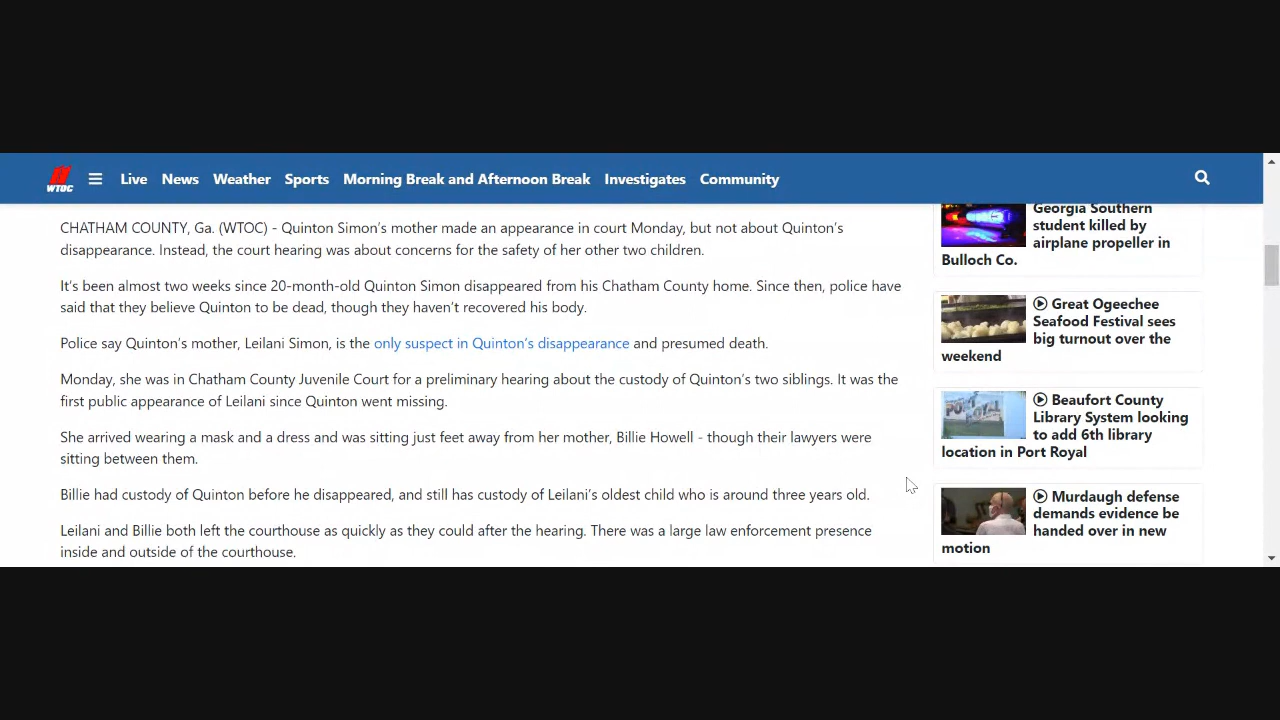 WTOC
Live News Weather Sports Morning Break and Afternoon Break Investigates Community
CHATHAM COUNTY, Ga. (WTOC) - Quinton Simon’s mother made an appearance in court Monday, but not about Quinton’s
disappearance. Instead, the court hearing was about concerns for the safety of her other two children.
It’s been almost two weeks since 20-month-old Quinton Simon disappeared from his Chatham County home. Since then, police have
said that they believe Quinton to be dead, though they haven’t recovered his body.
Police say Quinton’s mother, Leilani Simon, is the only suspect in Quinton’s disappearance and presumed death.
Monday, she was in Chatham County Juvenile Court for a preliminary hearing about the custody of Quinton’s two siblings. It was the
first public appearance of Leilani since Quinton went missing.
She arrived wearing a mask and a dress and was sitting just feet away from her mother, Billie Howell - though their lawyers were
sitting between them.
Billie had custody of Quinton before he disappeared, and still has custody of Leilani’s oldest child who is around three years old.
Leilani and Billie both left the courthouse as quickly as they could after the hearing. There was a large law enforcement presence
inside and outside of the courthouse.
Georgia Southern
student killed by
airplane propeller in
Bulloch Co.
Great Ogeechee
Seafood Festival sees
big turnout over the
weekend
Beaufort County
Library System looking
to add 6th library
location in Port Royal
Murdaugh defense
demands evidence be
handed over in new
motion